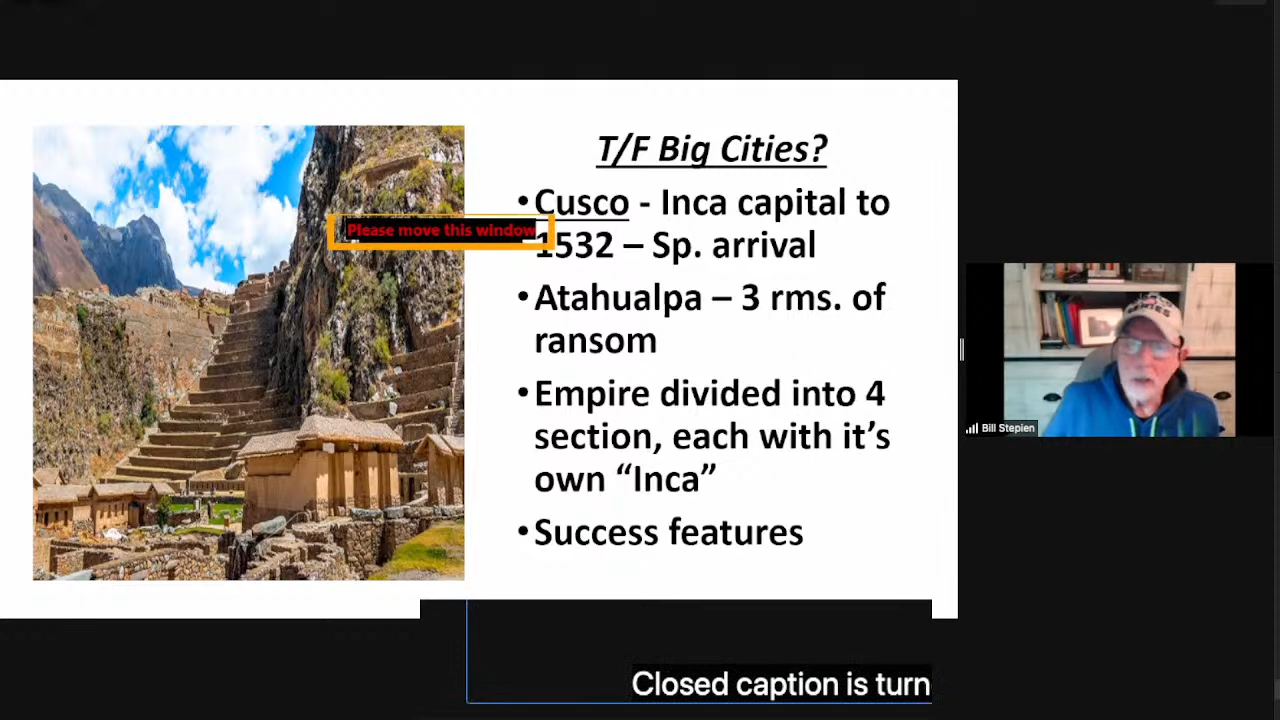 T/F Big Cities?
•Cusco - Inca capital to
1532 – Sp. arrival
•Atahualpa – 3 rms. of
ransom
•Empire divided into 4
section, each with it’s
own “Inca”
•Success features
Please move this window
Bill Stepien
Closed caption is turn